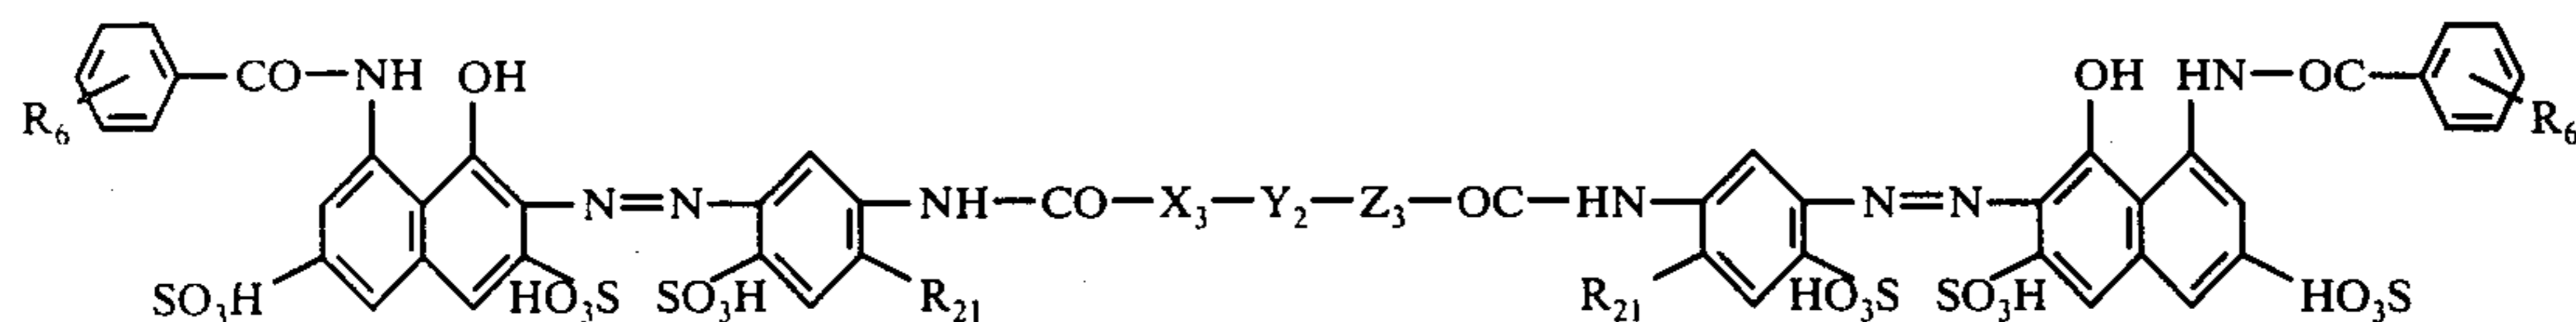 CO—NH OH OH HN—OC
R₆ R₆
N=N NH—CO—X₃—Y₂—Z₃—OC—HN N=N
SO₃H HO₃S SO₃H R₂₁ R₂₁ HO₃S SO₃H HO₃S